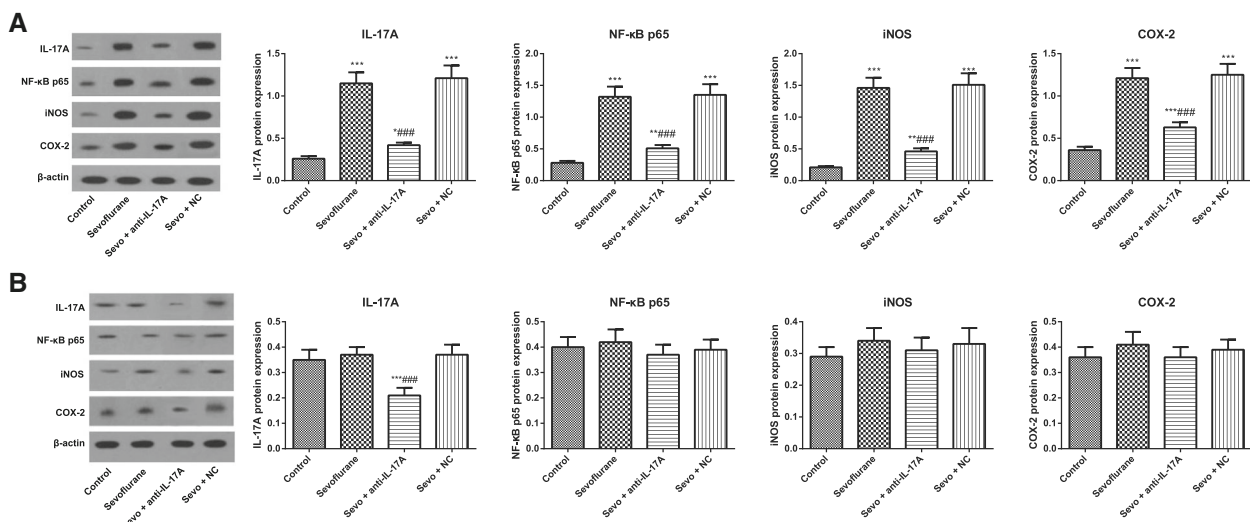 A
IL-17A
NF-κB p65
iNOS
COX-2
β-actin
Control
Sevoflurane
Sevo + anti-IL-17A
Sevo + NC
IL-17A
IL-17A protein expression
1.5
1.0
0.5
0.0
***
*###
***
Control
Sevoflurane
Sevo + anti-IL-17A
Sevo + NC
NF-κB p65
NF-κB p65 protein expression
2.0
1.5
1.0
0.5
0.0
***
**###
***
Control
Sevoflurane
Sevo + anti-IL-17A
Sevo + NC
iNOS
iNOS protein expression
2.0
1.5
1.0
0.5
0.0
***
**###
***
Control
Sevoflurane
Sevo + anti-IL-17A
Sevo + NC
COX-2
COX-2 protein expression
1.5
1.0
0.5
0.0
***
***###
***
Control
Sevoflurane
Sevo + anti-IL-17A
Sevo + NC
B
IL-17A
NF-κB p65
iNOS
COX-2
β-actin
Control
Sevoflurane
Sevo + anti-IL-17A
Sevo + NC
IL-17A
IL-17A protein expression
0.5
0.4
0.3
0.2
0.1
0.0
***###
Control
Sevoflurane
Sevo + anti-IL-17A
Sevo + NC
NF-κB p65
NF-κB p65 protein expression
0.5
0.4
0.3
0.2
0.1
0.0
Control
Sevoflurane
Sevo + anti-IL-17A
Sevo + NC
iNOS
iNOS protein expression
0.4
0.3
0.2
0.1
0.0
Control
Sevoflurane
Sevo + anti-IL-17A
Sevo + NC
COX-2
COX-2 protein expression
0.5
0.4
0.3
0.2
0.1
0.0
Control
Sevoflurane
Sevo + anti-IL-17A
Sevo + NC